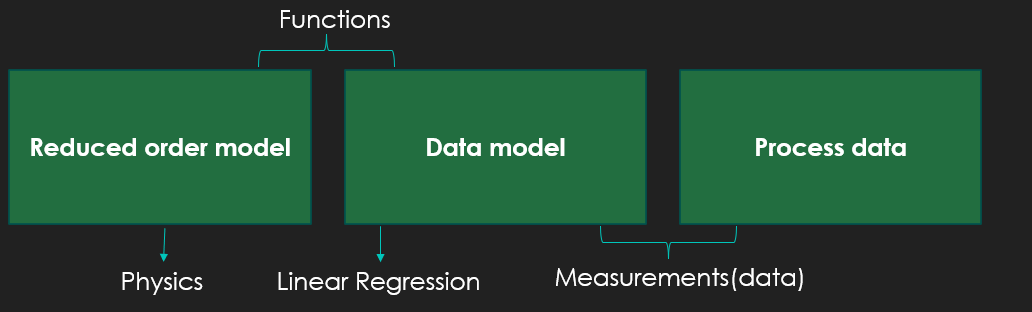 Functions
Reduced order model
Data model
Process data
Physics
Linear Regression
Measurements(data)